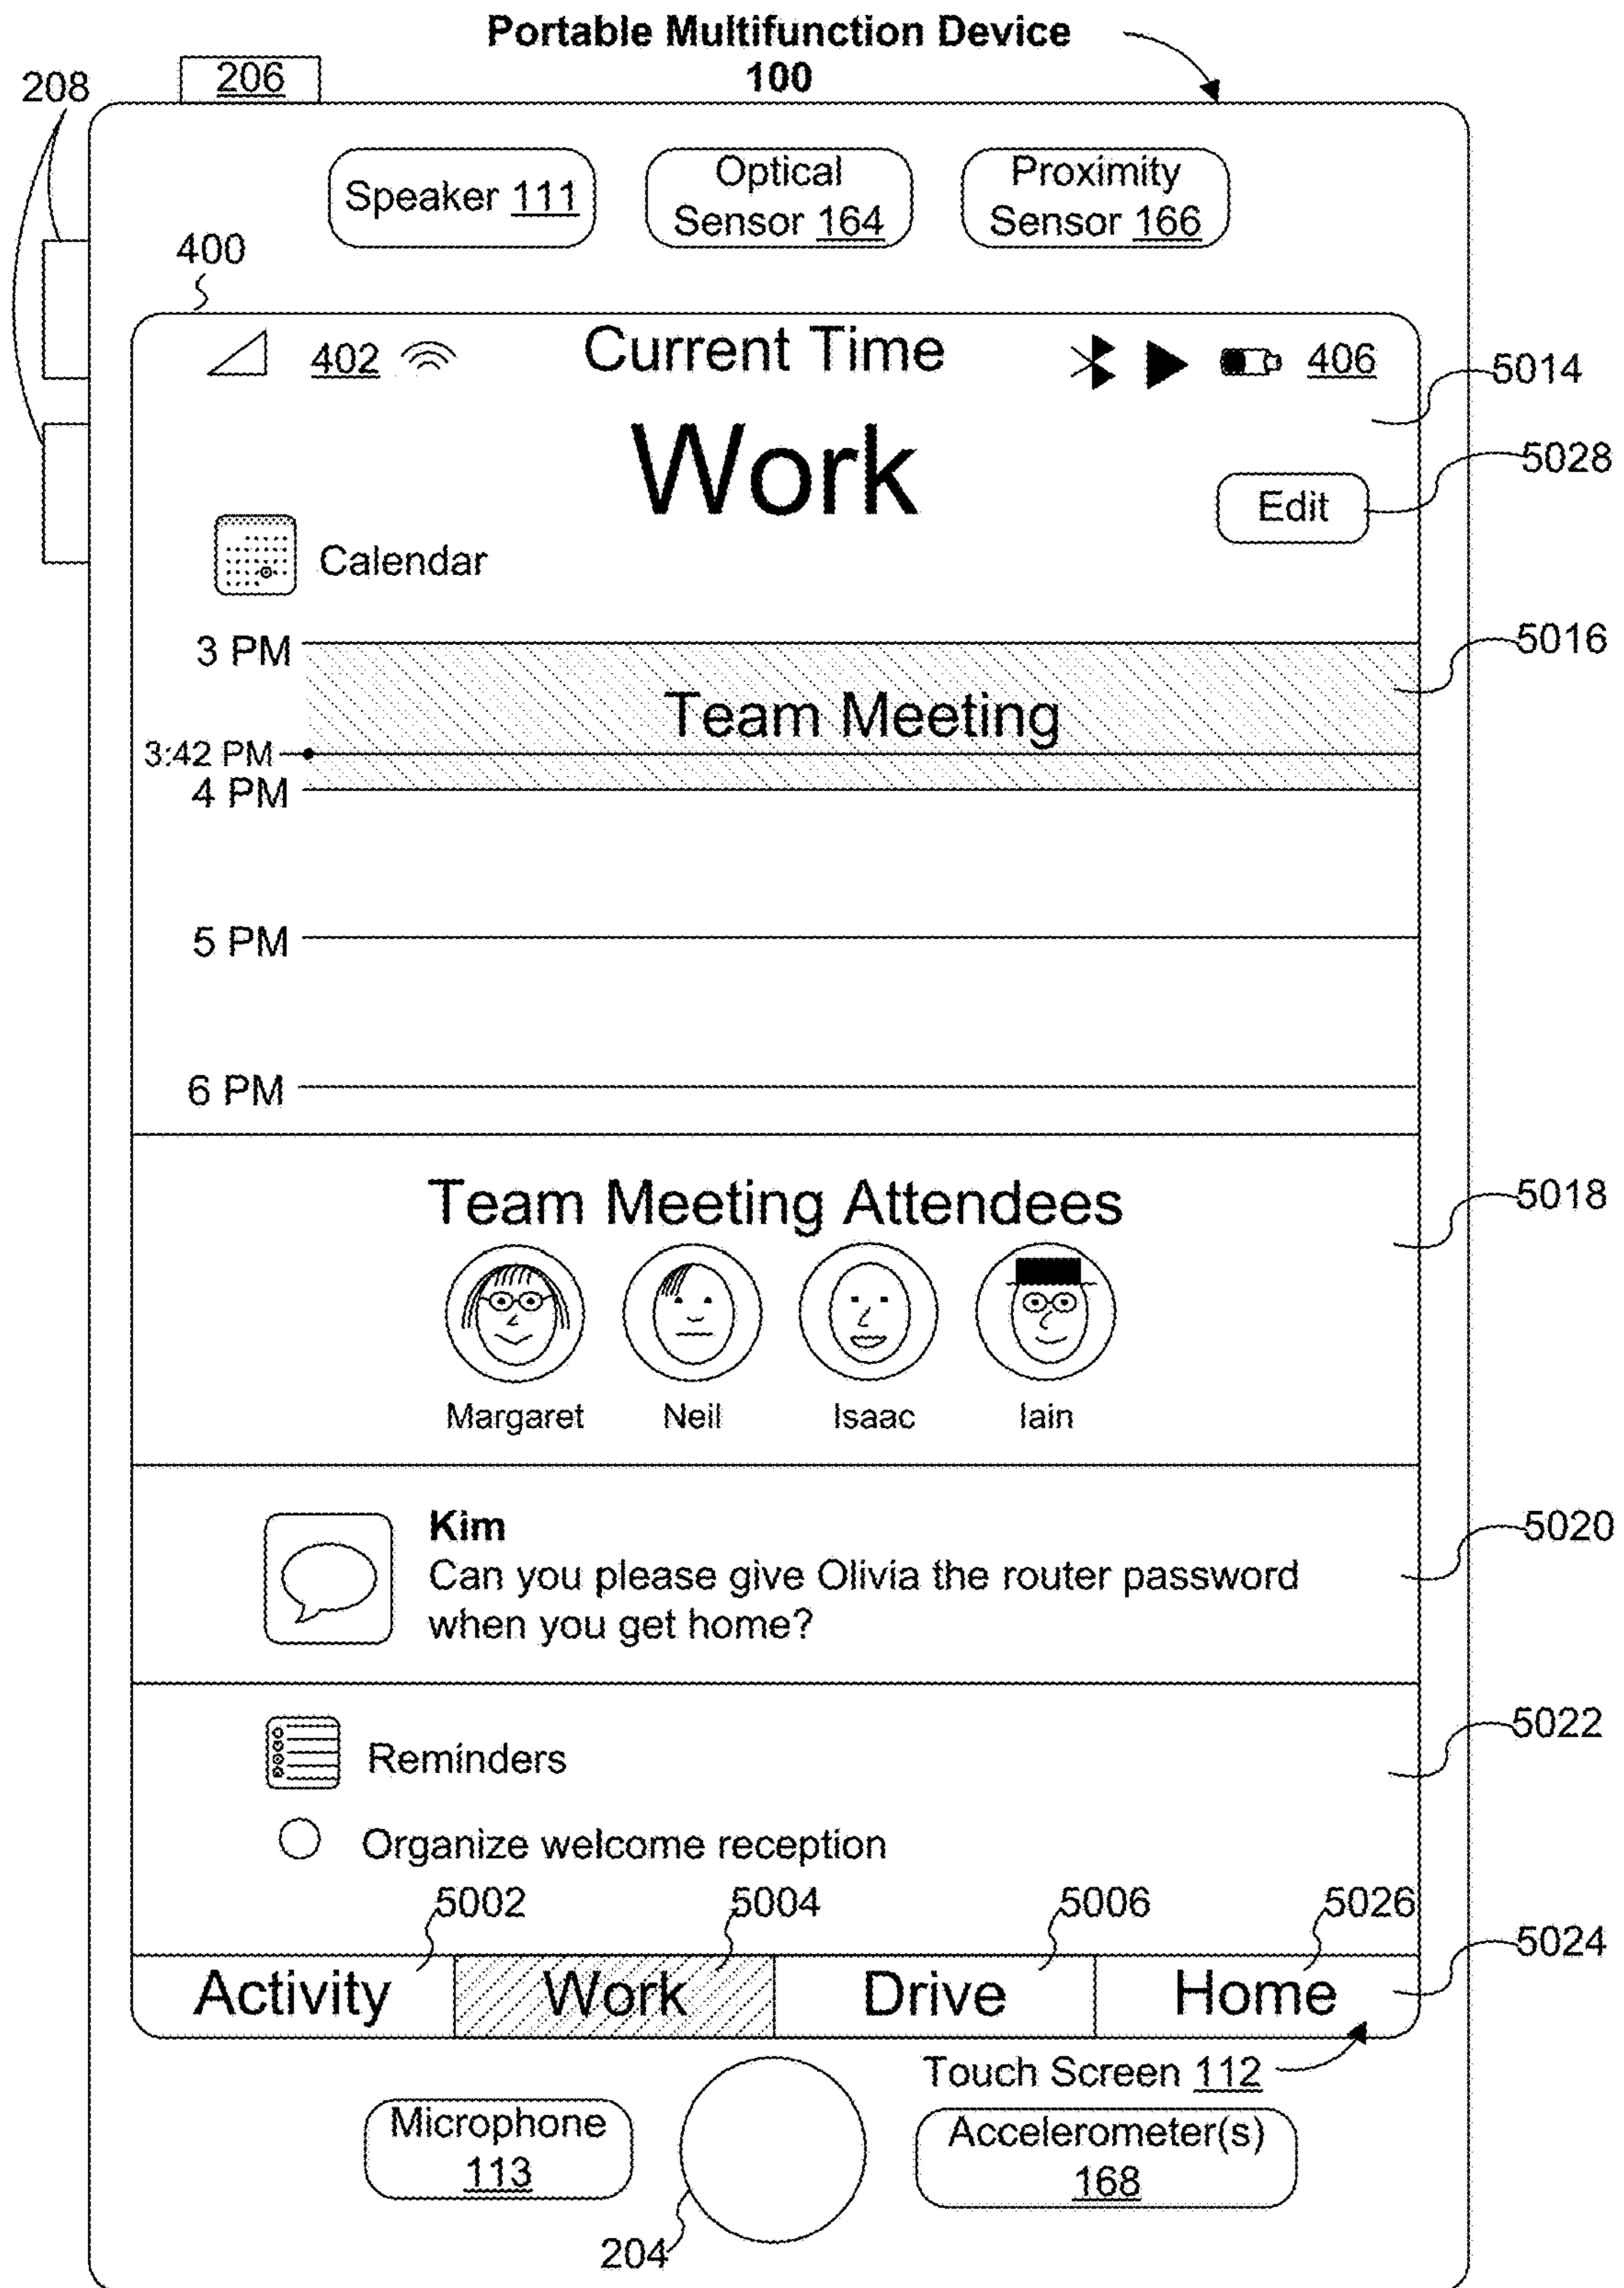 Portable Multifunction Device
100
206
208
Speaker 111
Optical
Sensor 164
Proximity
Sensor 166
400
402
Current Time
406
5014
Work
5028
Edit
Calendar
3 PM
5016
Team Meeting
3:42 PM
4 PM
5 PM
6 PM
Team Meeting Attendees
5018
Margaret Neil Isaac Iain
Kim
5020
Can you please give Olivia the router password
when you get home?
5022
Reminders
Organize welcome reception
5002 5004 5006 5026
5024
Activity Work Drive Home
Touch Screen 112
Microphone
113
Accelerometer(s)
168
204